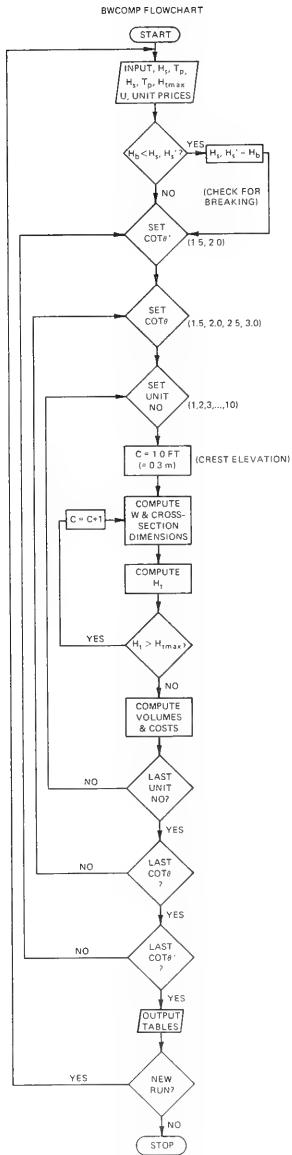 BWCOMP FLOWCHART
START
INPUT, Hs, Tp,
Hs, Tp, Htmax
U, UNIT PRICES
Hb < Hs, Hs' ?
YES
Hs, Hs' - Hb
NO
(CHECK FOR
BREAKING)
SET
COTθ'
(1 5, 2 0)
SET
COTθ
(1.5, 2.0, 2 5, 3.0)
SET
UNIT
NO
(1,2,3,...,10)
C = 1 0 FT
(= 0.3 m)
(CREST ELEVATION)
C = C+1
COMPUTE
W & CROSS-
SECTION
DIMENSIONS
COMPUTE
Ht
YES
Ht > Htmax?
NO
COMPUTE
VOLUMES
& COSTS
NO
LAST
UNIT
NO?
YES
NO
LAST
COTθ
?
YES
NO
LAST
COTθ'
?
YES
OUTPUT
TABLES
YES
NEW
RUN?
NO
STOP